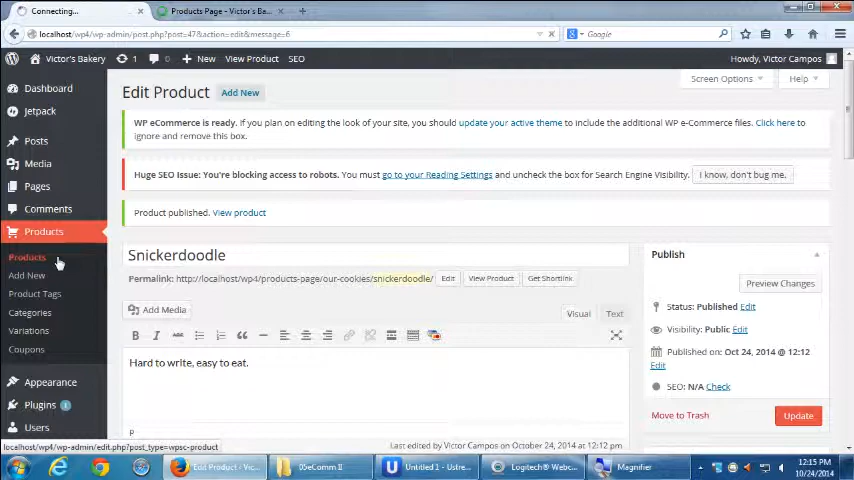 Connecting...
Products Page - Victor's Ba...
localhost/wp4/wp-admin/post.php?post=47&action=edit&message=6
Google
Victor's Bakery
1
0
New
View Product
SEO
Howdy, Victor Campos
Dashboard
Jetpack
Posts
Media
Pages
Comments
Products
Products
Add New
Product Tags
Categories
Variations
Coupons
Appearance
Plugins 1
Users
Edit Product Add New
Screen Options
Help
WP eCommerce is ready. If you plan on editing the look of your site, you should update your active theme to include the additional WP e-Commerce files. Click here to
ignore and remove this box.
Huge SEO Issue: You're blocking access to robots. You must go to your Reading Settings and uncheck the box for Search Engine Visibility. I know, don't bug me.
Product published. View product
Snickerdoodle
Permalink: http://localhost/wp4/products-page/our-cookies/snickerdoodle/ Edit View Product Get Shortlink
Add Media
Visual Text
B I ABC
Hard to write, easy to eat.
P
Last edited by Victor Campos on October 24, 2014 at 12:12 pm
Publish
Preview Changes
Status: Published Edit
Visibility: Public Edit
Published on: Oct 24, 2014 @ 12:12
Edit
SEO: N/A Check
Move to Trash
Update
localhost/wp4/wp-admin/edit.php?post_type=wpsc-product
Edit Product ‹ Vic...
05eComm II
Untitled 1 - Ustre...
Logitech® Webc...
Magnifier
12:15 PM
10/24/2014